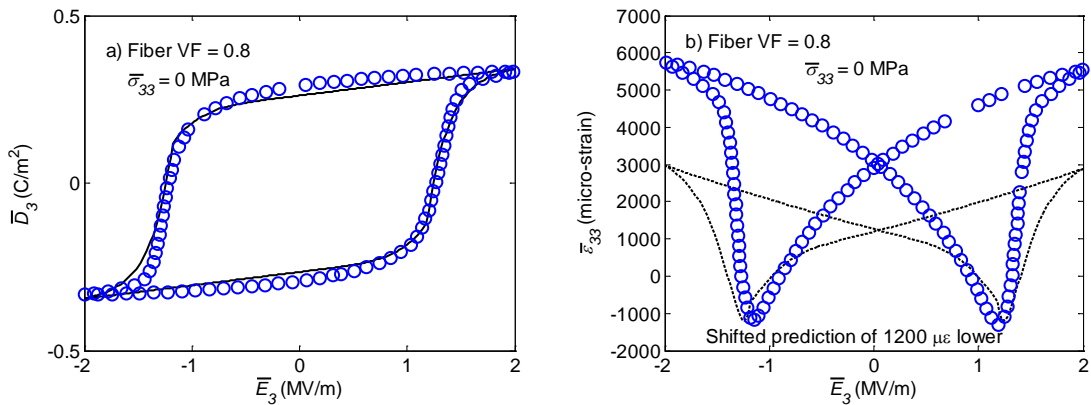 0.5
0
-0.5
D̅₃ (C/m²)
a) Fiber VF = 0.8
σ̅₃₃ = 0 MPa
-2 -1 0 1 2
E̅₃ (MV/m)
7000
6000
5000
4000
3000
2000
1000
0
-1000
-2000
ε̅₃₃ (micro-strain)
b) Fiber VF = 0.8
σ̅₃₃ = 0 MPa
Shifted prediction of 1200 με lower
-2 -1 0 1 2
E̅₃ (MV/m)